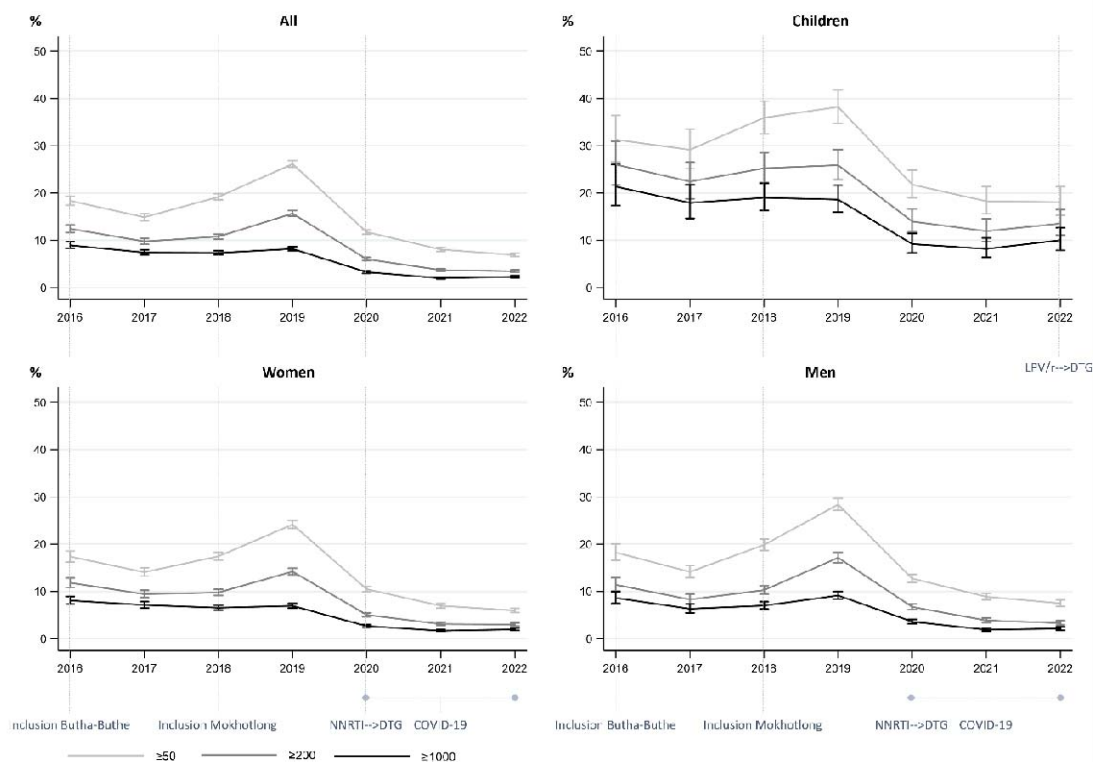 % All % Children
50 50
40 40
30 30
20 20
10 10
0 0
2016 2017 2018 2019 2020 2021 2022 2016 2017 2018 2019 2020 2021 2022
LPV/r-->DTG
% Women % Men
50 50
40 40
30 30
20 20
10 10
0 0
2016 2017 2018 2019 2020 2021 2022 2016 2017 2018 2019 2020 2021 2022
nclusion Butha-Buthe Inclusion Mokhotlong NNRTI-->DTG COVID-19 Inclusion Butha-Buthe Inclusion Mokhotlong NNRTI-->DTG COVID-19
≥50 ≥200 ≥1000